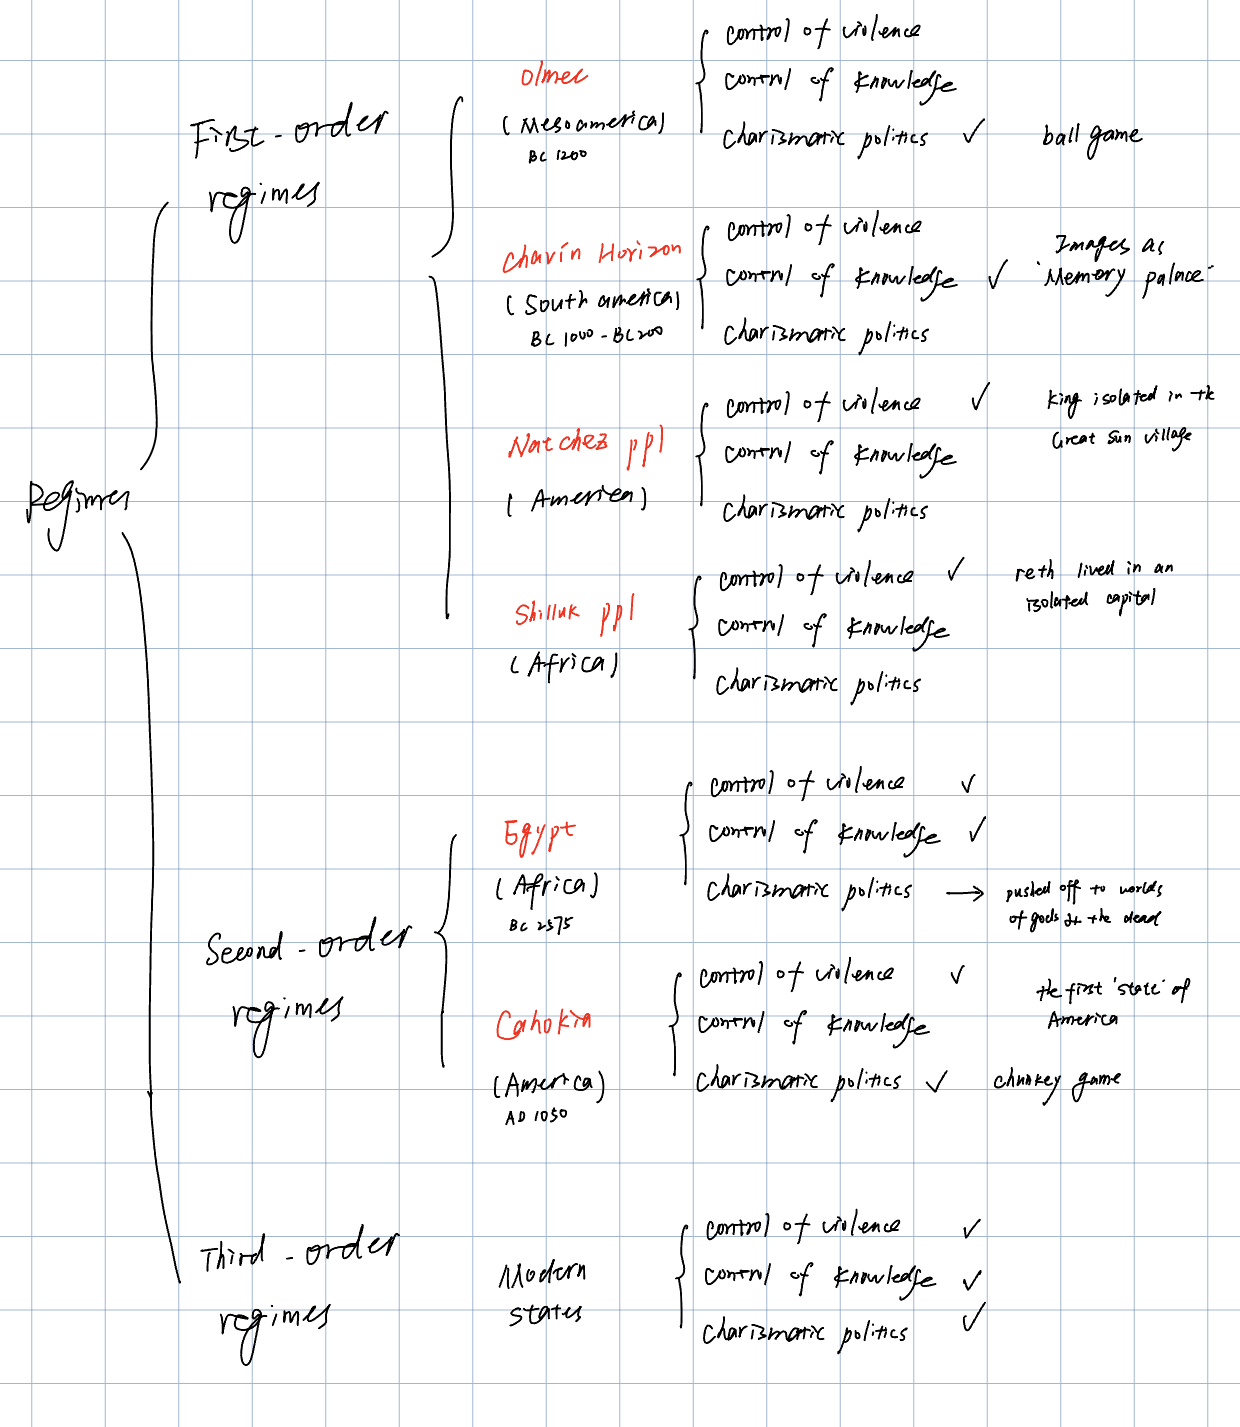 Regimes
First-order
regimes
Olmec
(Mesoamerica)
BC 1200
control of violence
control of knowledge
charismatic politics ✓ ball game
Chavín Horizon
(South america)
BC 1000 - BC 200
control of violence
control of knowledge ✓
charismatic politics
Images as
'Memory palace'
Natchez ppl
(America)
control of violence ✓
control of knowledge
charismatic politics
king isolated in the
Great Sun village
Shilluk ppl
(Africa)
control of violence ✓
control of knowledge
charismatic politics
reth lived in an
isolated capital
Second-order
regimes
Egypt
(Africa)
BC 2575
control of violence ✓
control of knowledge ✓
charismatic politics →
pushed off to worlds
of gods & the dead
Cahokia
(America)
AD 1050
control of violence ✓
control of knowledge
charismatic politics ✓ chunkey game
the first 'state' of
America
Third-order
regimes
Modern
states
control of violence ✓
control of knowledge ✓
charismatic politics ✓